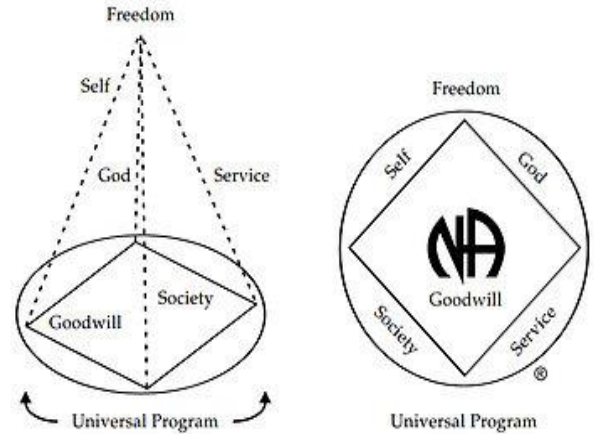 Freedom
Self
God
Service
Society
Goodwill
Universal Program
Freedom
Self
God
NA
Goodwill
Society
Service
®
Universal Program